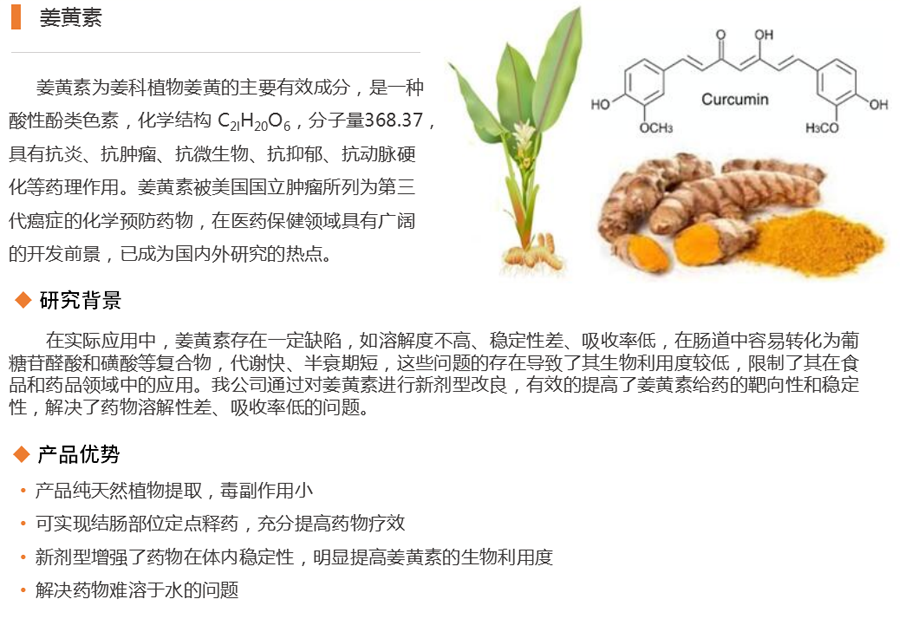 姜黄素
姜黄素为姜科植物姜黄的主要有效成分，是一种
酸性酚类色素，化学结构 C2lH20O6，分子量368.37，
具有抗炎、抗肿瘤、抗微生物、抗抑郁、抗动脉硬
化等药理作用。姜黄素被美国国立肿瘤所列为第三
代癌症的化学预防药物，在医药保健领域具有广阔
的开发前景，已成为国内外研究的热点。
O
OH
HO
OCH3
Curcumin
H3CO
OH
研究背景
在实际应用中，姜黄素存在一定缺陷，如溶解度不高、稳定性差、吸收率低，在肠道中容易转化为葡
糖苷醛酸和磺酸等复合物，代谢快、半衰期短，这些问题的存在导致了其生物利用度较低，限制了其在食
品和药品领域中的应用。我公司通过对姜黄素进行新剂型改良，有效的提高了姜黄素给药的靶向性和稳定
性，解决了药物溶解性差、吸收率低的问题。
产品优势
• 产品纯天然植物提取，毒副作用小
• 可实现结肠部位定点释药，充分提高药物疗效
• 新剂型增强了药物在体内稳定性，明显提高姜黄素的生物利用度
• 解决药物难溶于水的问题